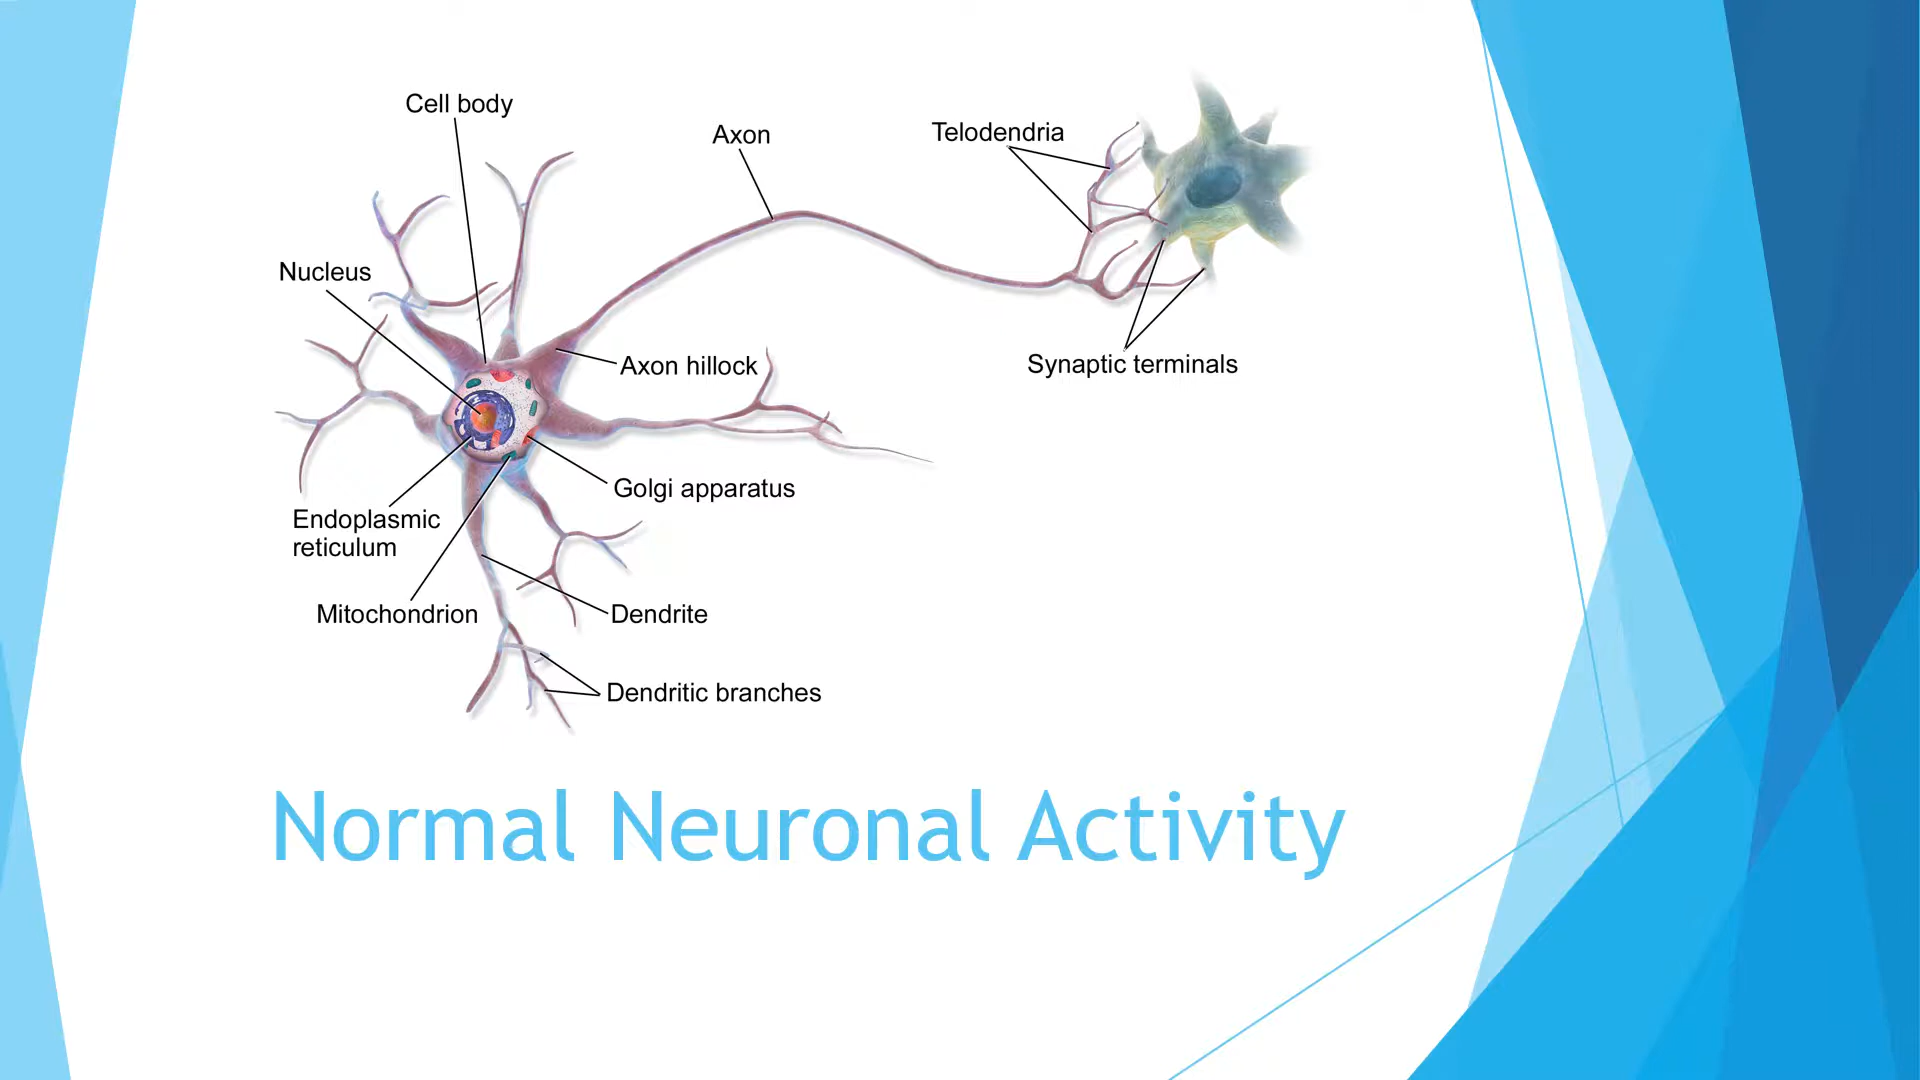 Cell body
Axon
Telodendria
Nucleus
Axon hillock
Synaptic terminals
Golgi apparatus
Endoplasmic
reticulum
Mitochondrion
Dendrite
Dendritic branches
Normal Neuronal Activity